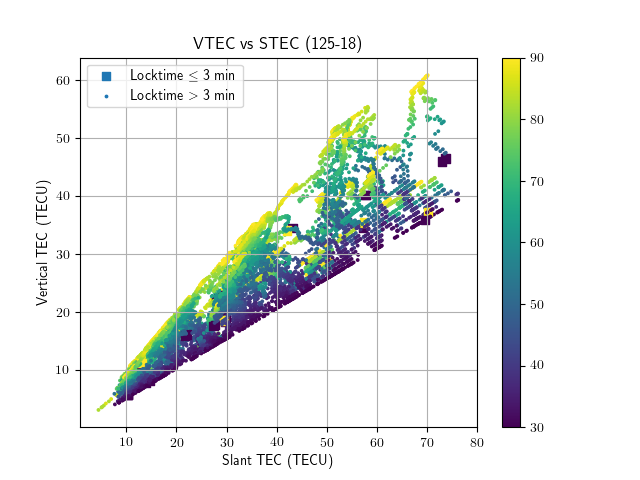 VTEC vs STEC (125-18)
Locktime ≤ 3 min
Locktime > 3 min
Vertical TEC (TECU)
60
50
40
30
20
10
10 20 30 40 50 60 70 80
Slant TEC (TECU)
90
80
70
60
50
40
30